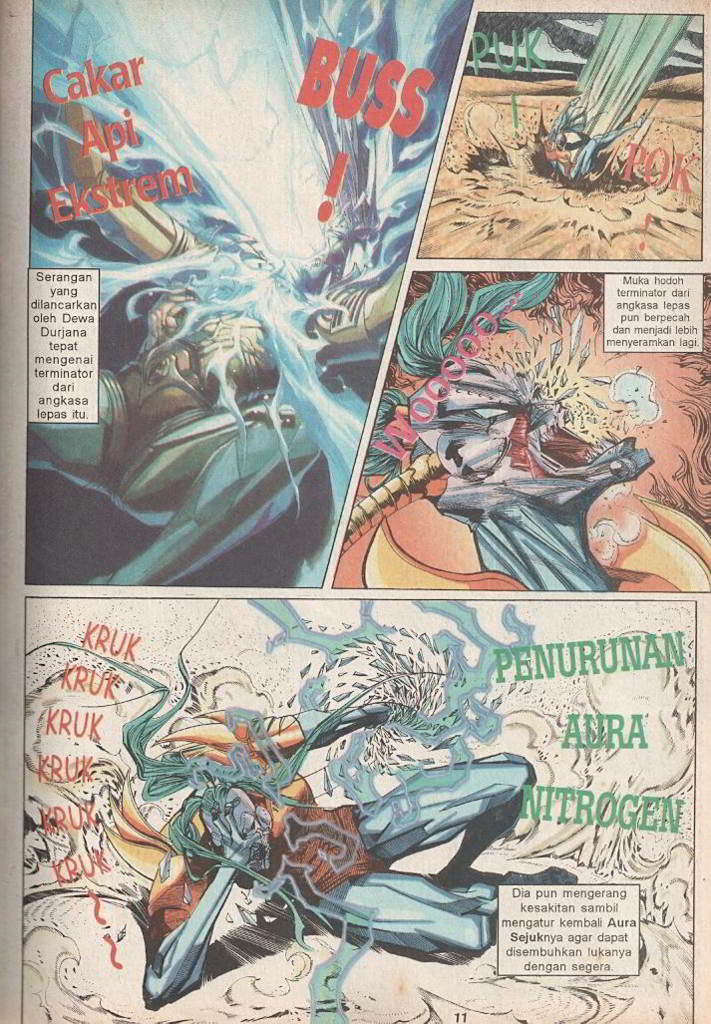 Cakar
Api
Ekstrem
BUSS
!
Serangan
yang
dilancarkan
oleh Dewa
Durjana
tepat
mengenai
terminator
dari
angkasa
lepas itu.
PUK
!
POK
!
Muka hodoh
terminator dari
angkasa lepas
pun berpecah
dan menjadi lebih
menyeramkan lagi.
WOOOOO...
KRUK
KRUK
KRUK
KRUK
KRUK
KRUK
~
~
PENURUNAN
AURA
NITROGEN
Dia pun mengerang
kesakitan sambil
mengatur kembali Aura
Sejuknya agar dapat
disembuhkan lukanya
dengan segera.
11